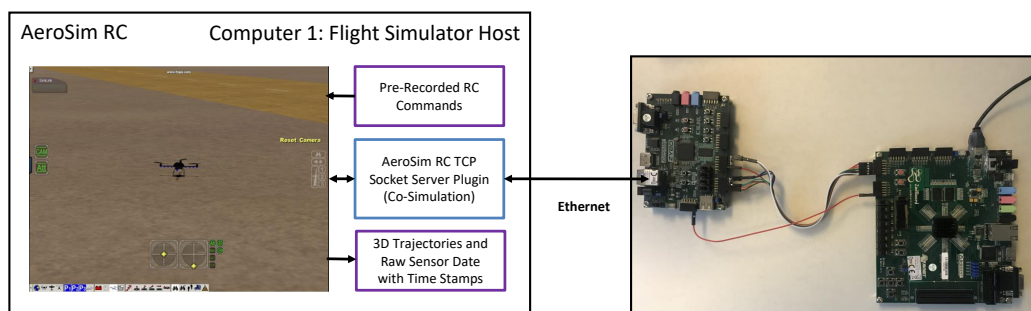 AeroSim RC
Computer 1: Flight Simulator Host
Pre-Recorded RC
Commands
Reset Camera
AeroSim RC TCP
Socket Server Plugin
(Co-Simulation)
Ethernet
3D Trajectories and
Raw Sensor Date
with Time Stamps